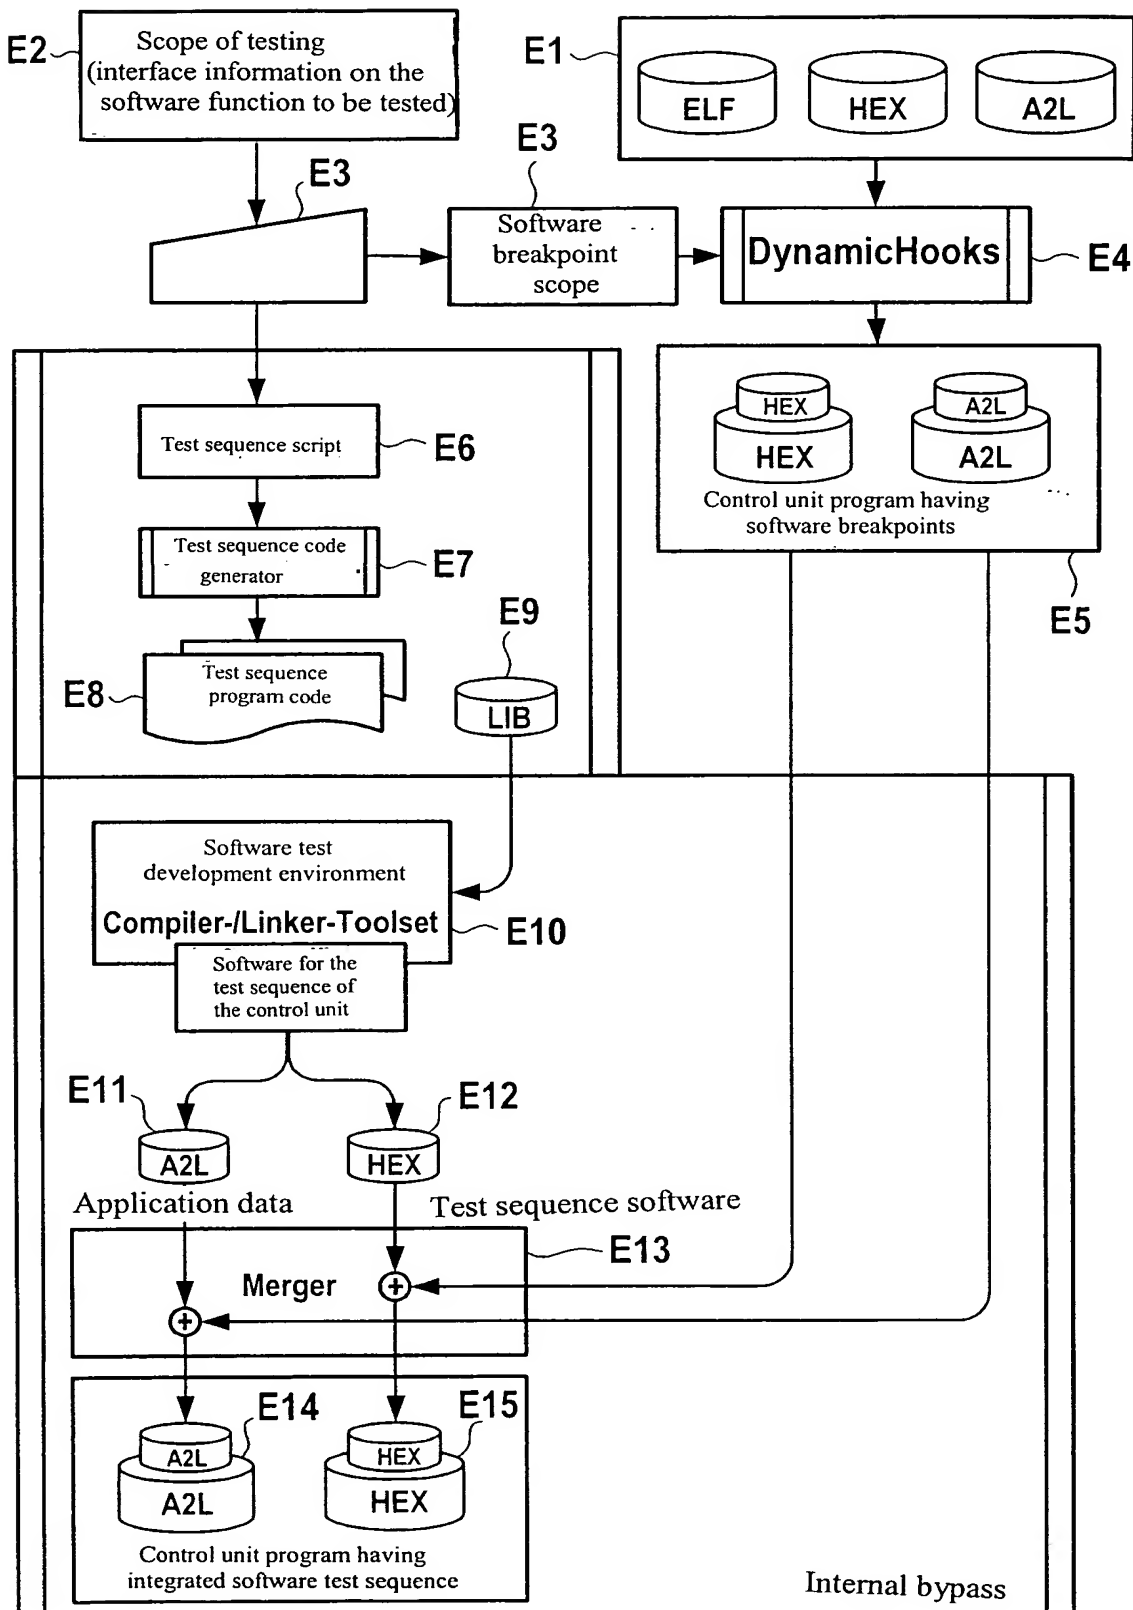 E2
Scope of testing
(interface information on the
software function to be tested)
E1
ELF
HEX
A2L
E3
E3
Software
breakpoint
scope
DynamicHooks
E4
HEX
HEX
A2L
A2L
Control unit program having
software breakpoints
E5
Test sequence script
E6
Test sequence code
generator
E7
E8
Test sequence
program code
E9
LIB
Software test
development environment
Compiler-/Linker-Toolset
E10
Software for the
test sequence of
the control unit
E11
A2L
E12
HEX
Application data
Test sequence software
E13
Merger
E14
A2L
A2L
E15
HEX
HEX
Control unit program having
integrated software test sequence
Internal bypass